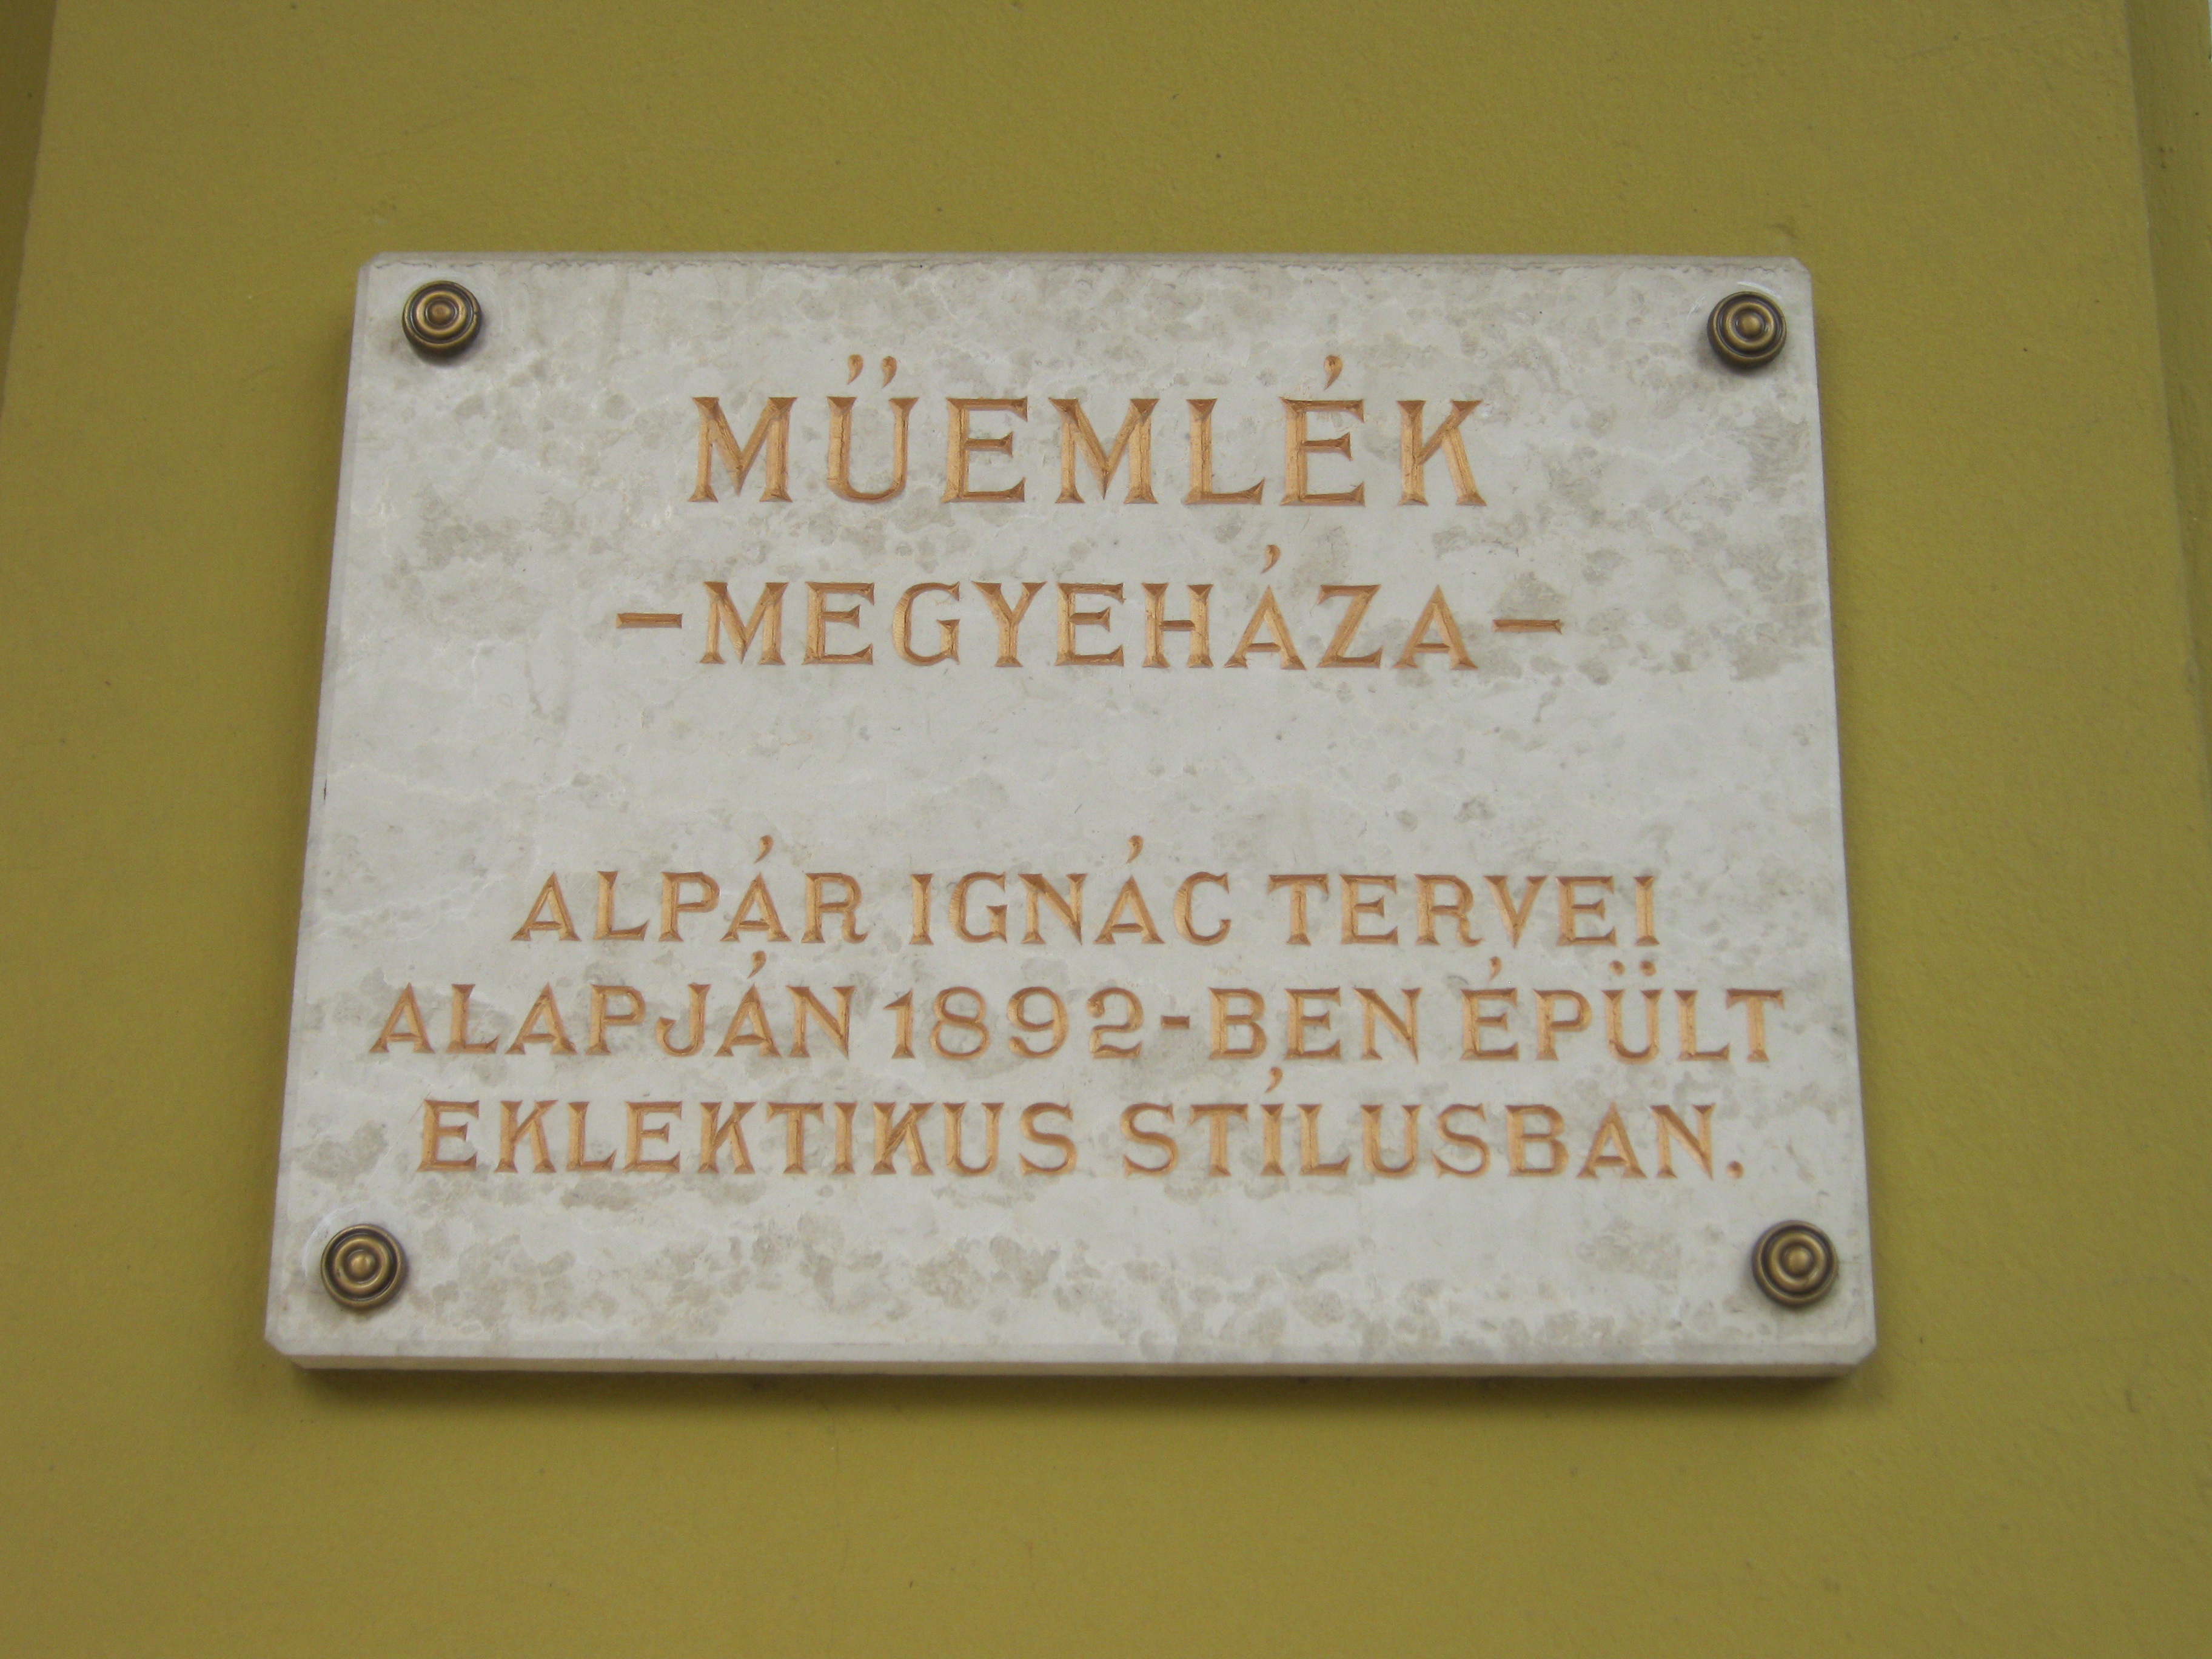 MŰEMLÉK
-MEGYEHÁZA-
ALPÁR IGNÁC TERVEI
ALAPJÁN 1892-BEN ÉPÜLT
EKLEKTIKUS STÍLUSBAN.